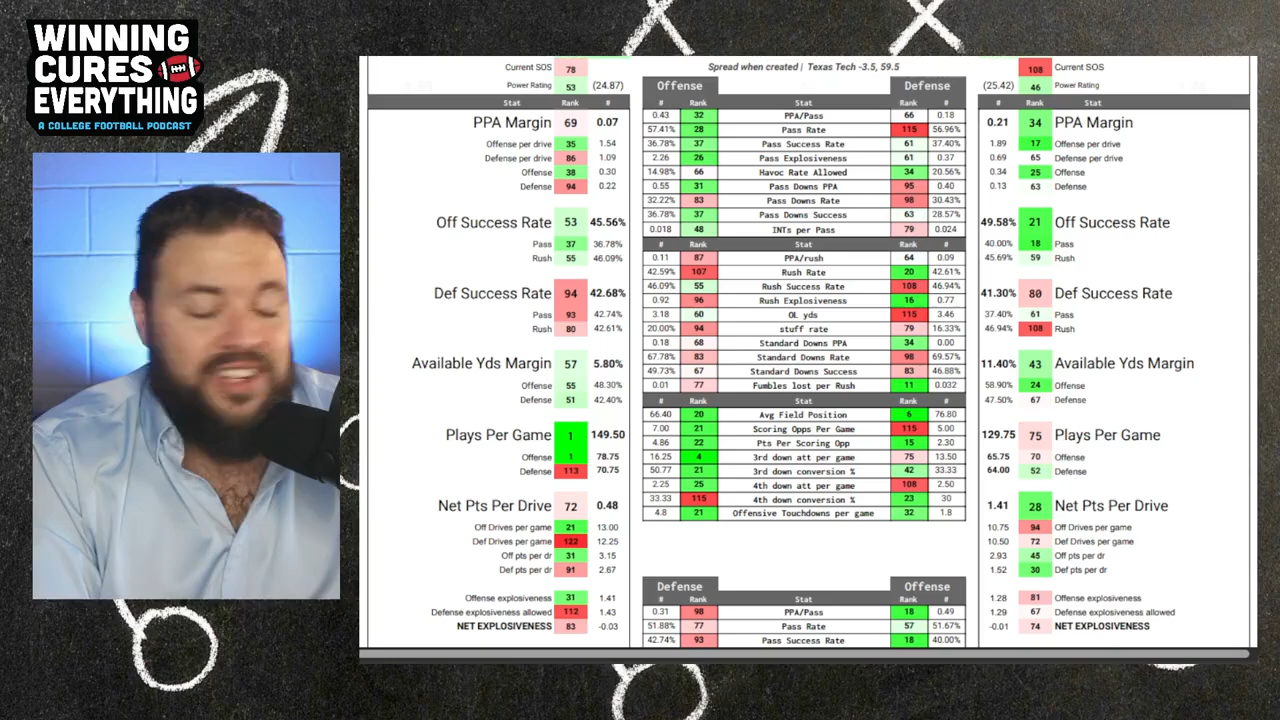 WINNING
CURES
EVERYTHING
A COLLEGE FOOTBALL PODCAST
Current SOS 78
Power Rating 53 (24.87)
Stat Rank #
PPA Margin 69 0.07
Offense per drive 35 1.54
Defense per drive 86 1.09
Offense 38 0.30
Defense 94 0.22
Off Success Rate 53 45.56%
Pass 37 36.78%
Rush 55 46.09%
Def Success Rate 94 42.68%
Pass 93 42.74%
Rush 80 42.61%
Available Yds Margin 57 5.80%
Offense 55 48.30%
Defense 51 42.40%
Plays Per Game 1 149.50
Offense 1 78.75
Defense 113 70.75
Net Pts Per Drive 72 0.48
Off Drives per game 21 13.00
Def Drives per game 122 12.25
Off pts per dr 31 3.15
Def pts per dr 91 2.67
Offense explosiveness 31 1.41
Defense explosiveness allowed 112 1.43
NET EXPLOSIVENESS 83 -0.03
Spread when created | Texas Tech -3.5, 59.5
Offense Defense
# Rank Stat Rank #
0.43 32 PPA/Pass 66 0.18
57.41% 28 Pass Rate 115 56.96%
36.78% 37 Pass Success Rate 61 37.40%
2.26 26 Pass Explosiveness 61 0.37
14.98% 66 Havoc Rate Allowed 34 20.56%
0.55 31 Pass Downs PPA 95 0.40
32.22% 83 Pass Downs Rate 98 30.43%
36.78% 37 Pass Downs Success 63 28.57%
0.018 48 INTs per Pass 79 0.024
# Rank Stat Rank #
0.11 87 PPA/rush 64 0.09
42.59% 107 Rush Rate 20 42.61%
46.09% 55 Rush Success Rate 108 46.94%
0.92 96 Rush Explosiveness 16 0.77
3.18 60 OL yds 115 3.46
20.00% 94 stuff rate 79 16.33%
0.18 68 Standard Downs PPA 34 0.00
67.78% 83 Standard Downs Rate 98 69.57%
49.73% 67 Standard Downs Success 83 46.88%
0.01 77 Fumbles lost per Rush 11 0.032
# Rank Stat Rank #
66.40 20 Avg Field Position 6 76.80
7.00 21 Scoring Opps Per Game 115 5.00
4.86 22 Pts Per Scoring Opp 15 2.30
16.25 4 3rd down att per game 75 13.50
50.77 21 3rd down conversion % 42 33.33
2.25 25 4th down att per game 108 2.50
33.33 115 4th down conversion % 23 30
4.8 21 Offensive Touchdowns per game 32 1.8
Defense Offense
# Rank Stat Rank #
0.31 98 PPA/Pass 18 0.49
51.88% 77 Pass Rate 57 51.67%
42.74% 93 Pass Success Rate 18 40.00%
108 Current SOS
(25.42) 46 Power Rating
# Rank Stat
0.21 34 PPA Margin
1.89 17 Offense per drive
0.69 65 Defense per drive
0.34 25 Offense
0.13 63 Defense
49.58% 21 Off Success Rate
40.00% 18 Pass
45.69% 59 Rush
41.30% 80 Def Success Rate
37.40% 61 Pass
46.94% 108 Rush
11.40% 43 Available Yds Margin
58.90% 24 Offense
47.50% 67 Defense
129.75 75 Plays Per Game
65.75 70 Offense
64.00 52 Defense
1.41 28 Net Pts Per Drive
10.75 94 Off Drives per game
10.50 72 Def Drives per game
2.93 45 Off pts per dr
1.52 30 Def pts per dr
1.28 81 Offense explosiveness
1.29 67 Defense explosiveness allowed
-0.01 74 NET EXPLOSIVENESS